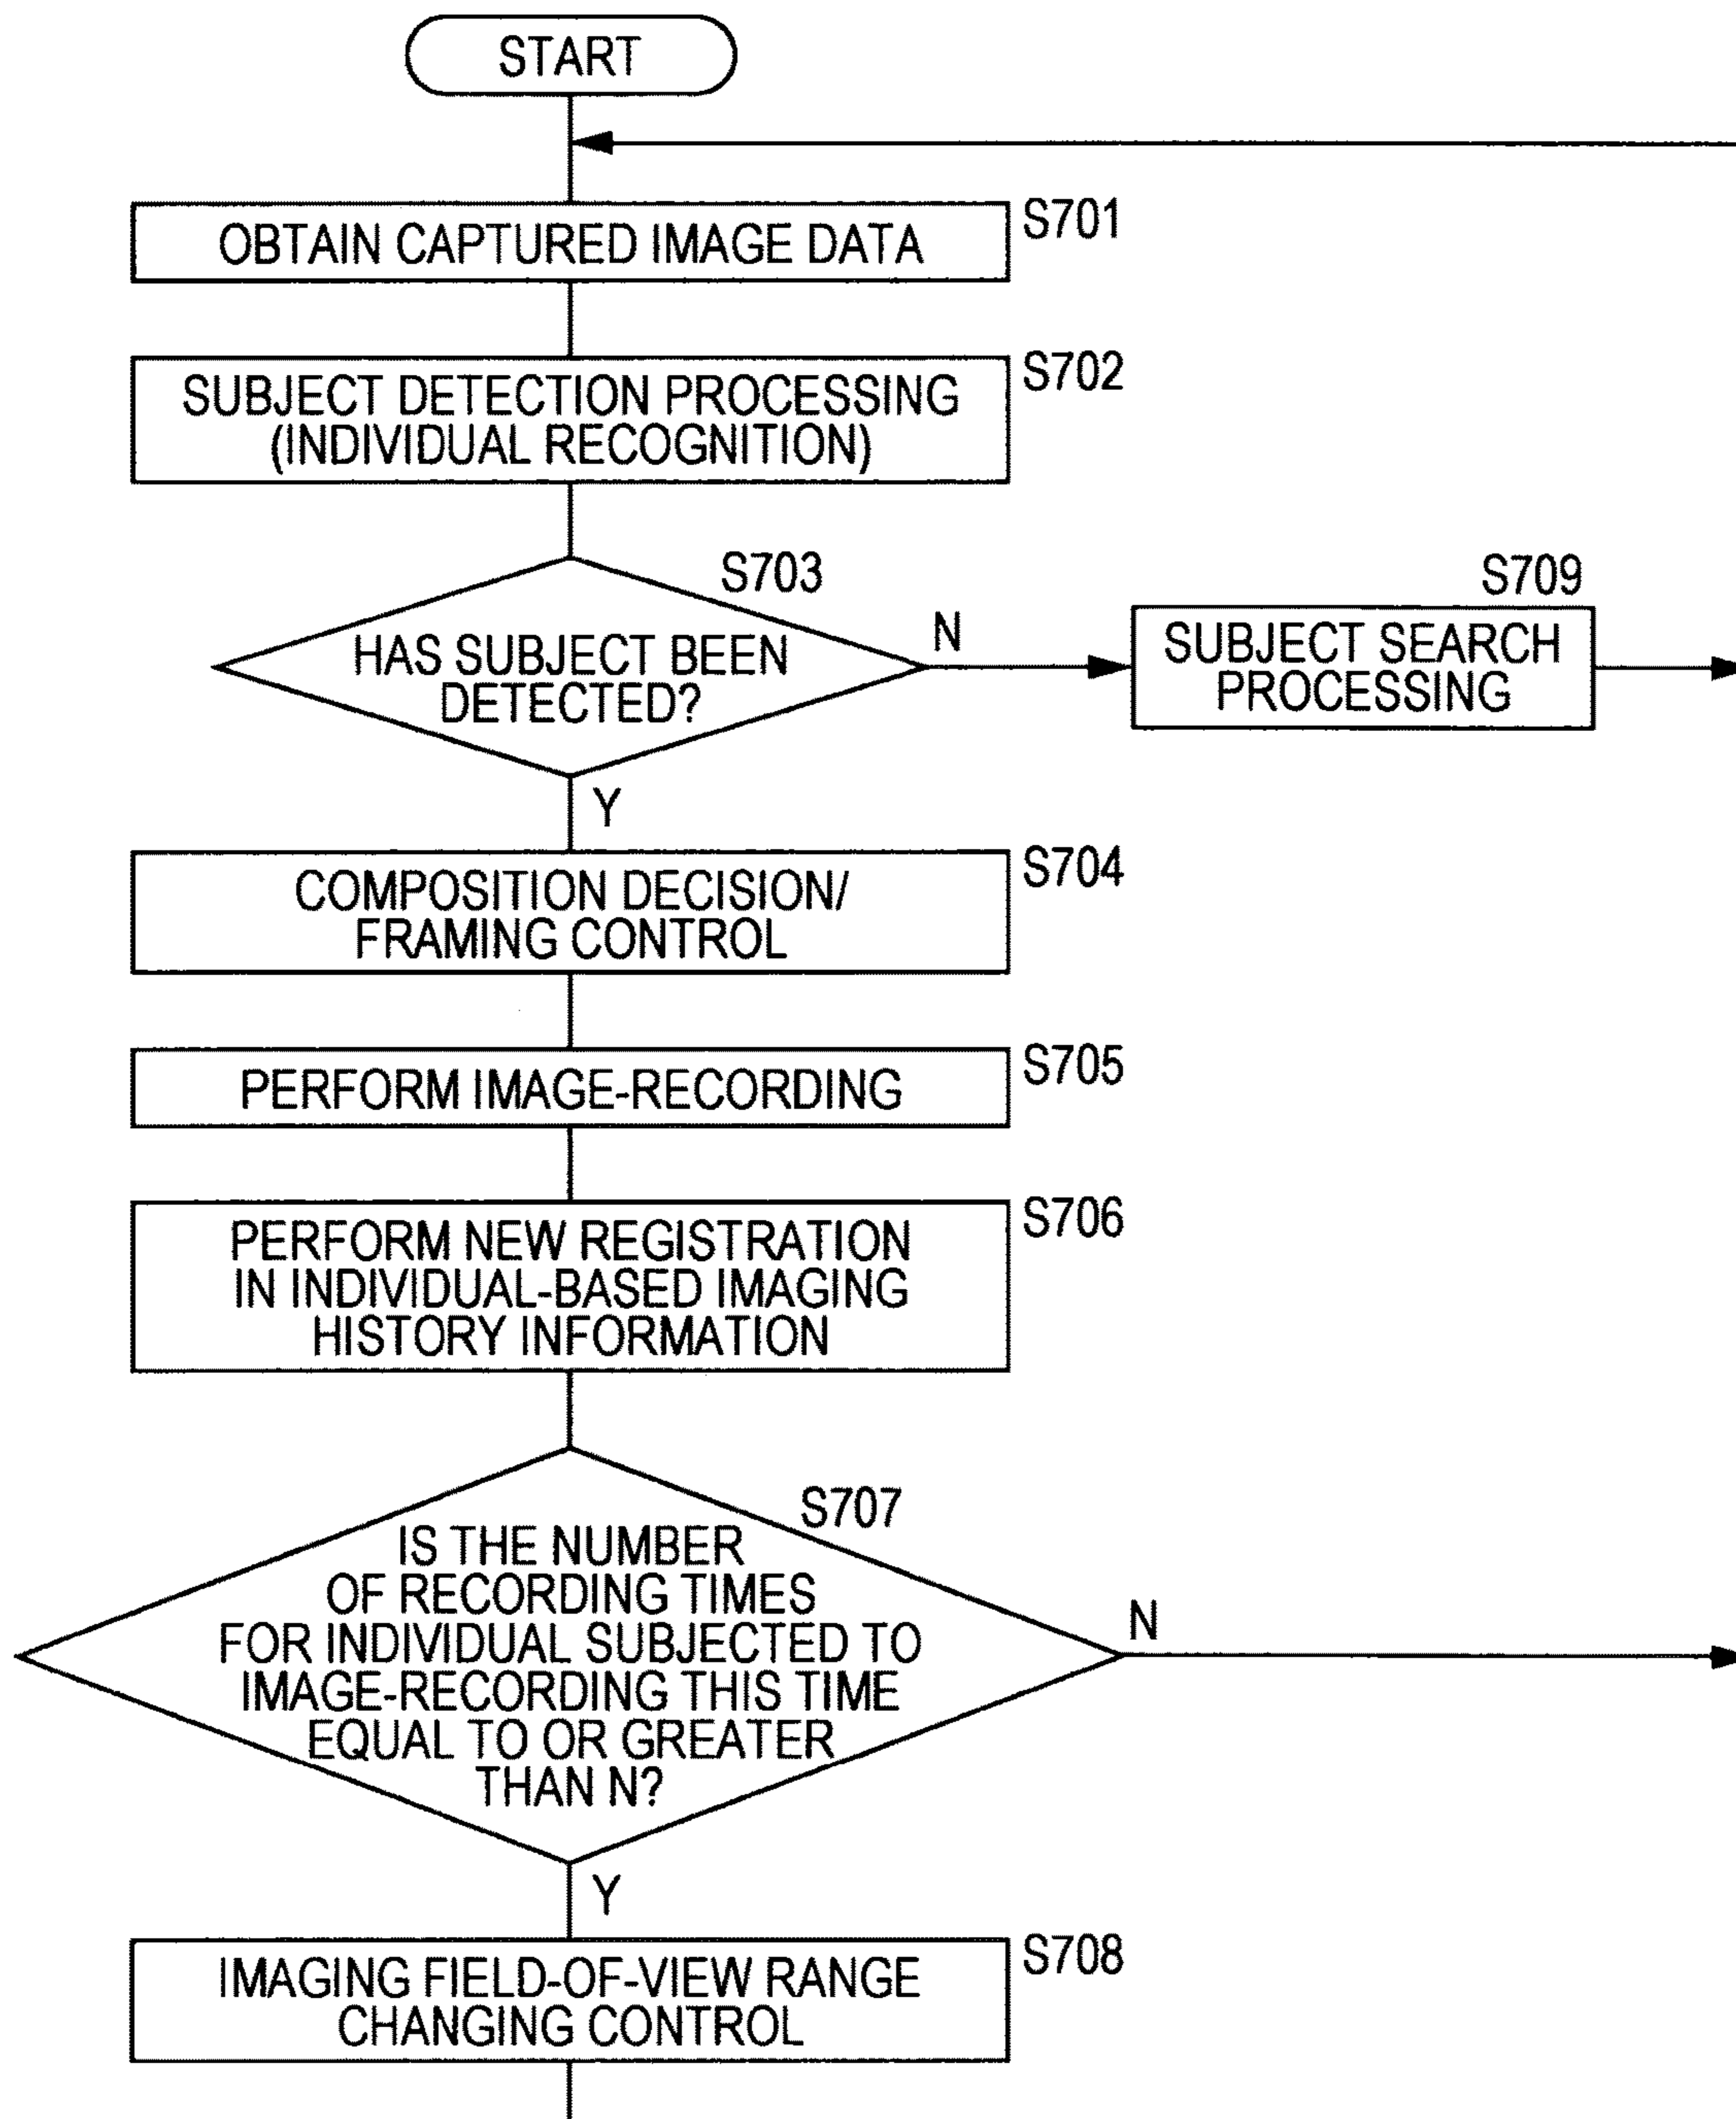 START
OBTAIN CAPTURED IMAGE DATA
S701
SUBJECT DETECTION PROCESSING
(INDIVIDUAL RECOGNITION)
S702
S703
HAS SUBJECT BEEN
DETECTED?
N
Y
S709
SUBJECT SEARCH
PROCESSING
COMPOSITION DECISION/
FRAMING CONTROL
S704
PERFORM IMAGE-RECORDING
S705
PERFORM NEW REGISTRATION
IN INDIVIDUAL-BASED IMAGING
HISTORY INFORMATION
S706
S707
IS THE NUMBER
OF RECORDING TIMES
FOR INDIVIDUAL SUBJECTED TO
IMAGE-RECORDING THIS TIME
EQUAL TO OR GREATER
THAN N?
N
Y
IMAGING FIELD-OF-VIEW RANGE
CHANGING CONTROL
S708